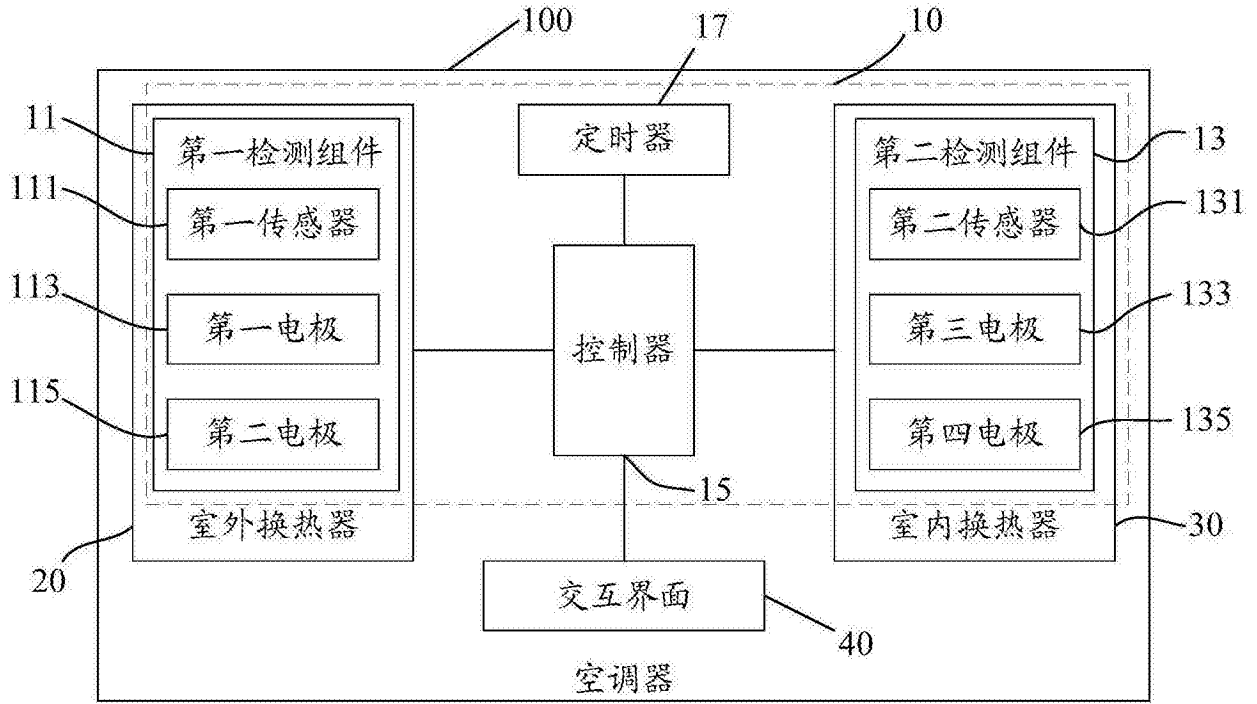 100
17
10
11
定时器
第一检测组件
第二检测组件
13
111
第一传感器
第二传感器
131
113
第一电极
控制器
第三电极
133
115
第二电极
第四电极
135
15
室外换热器
室内换热器
30
20
交互界面
40
空调器